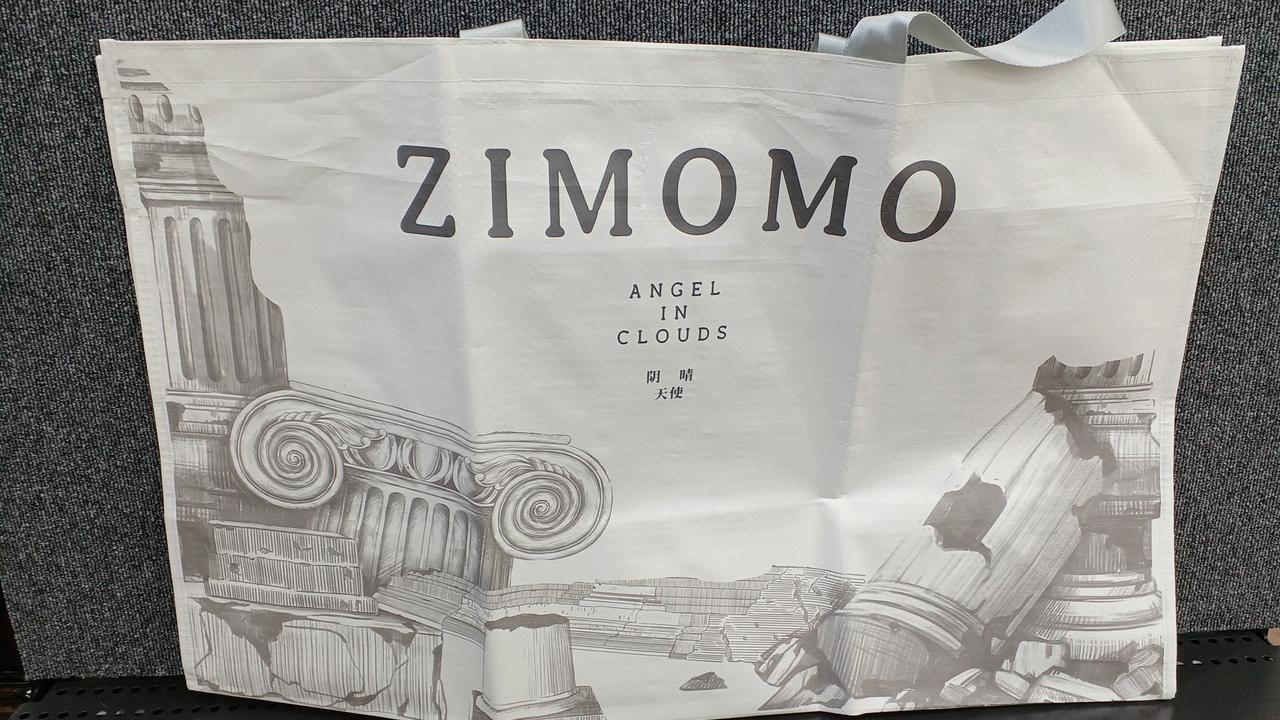 ZIMOMO
ANGEL
IN
CLOUDS
阴 晴
天使